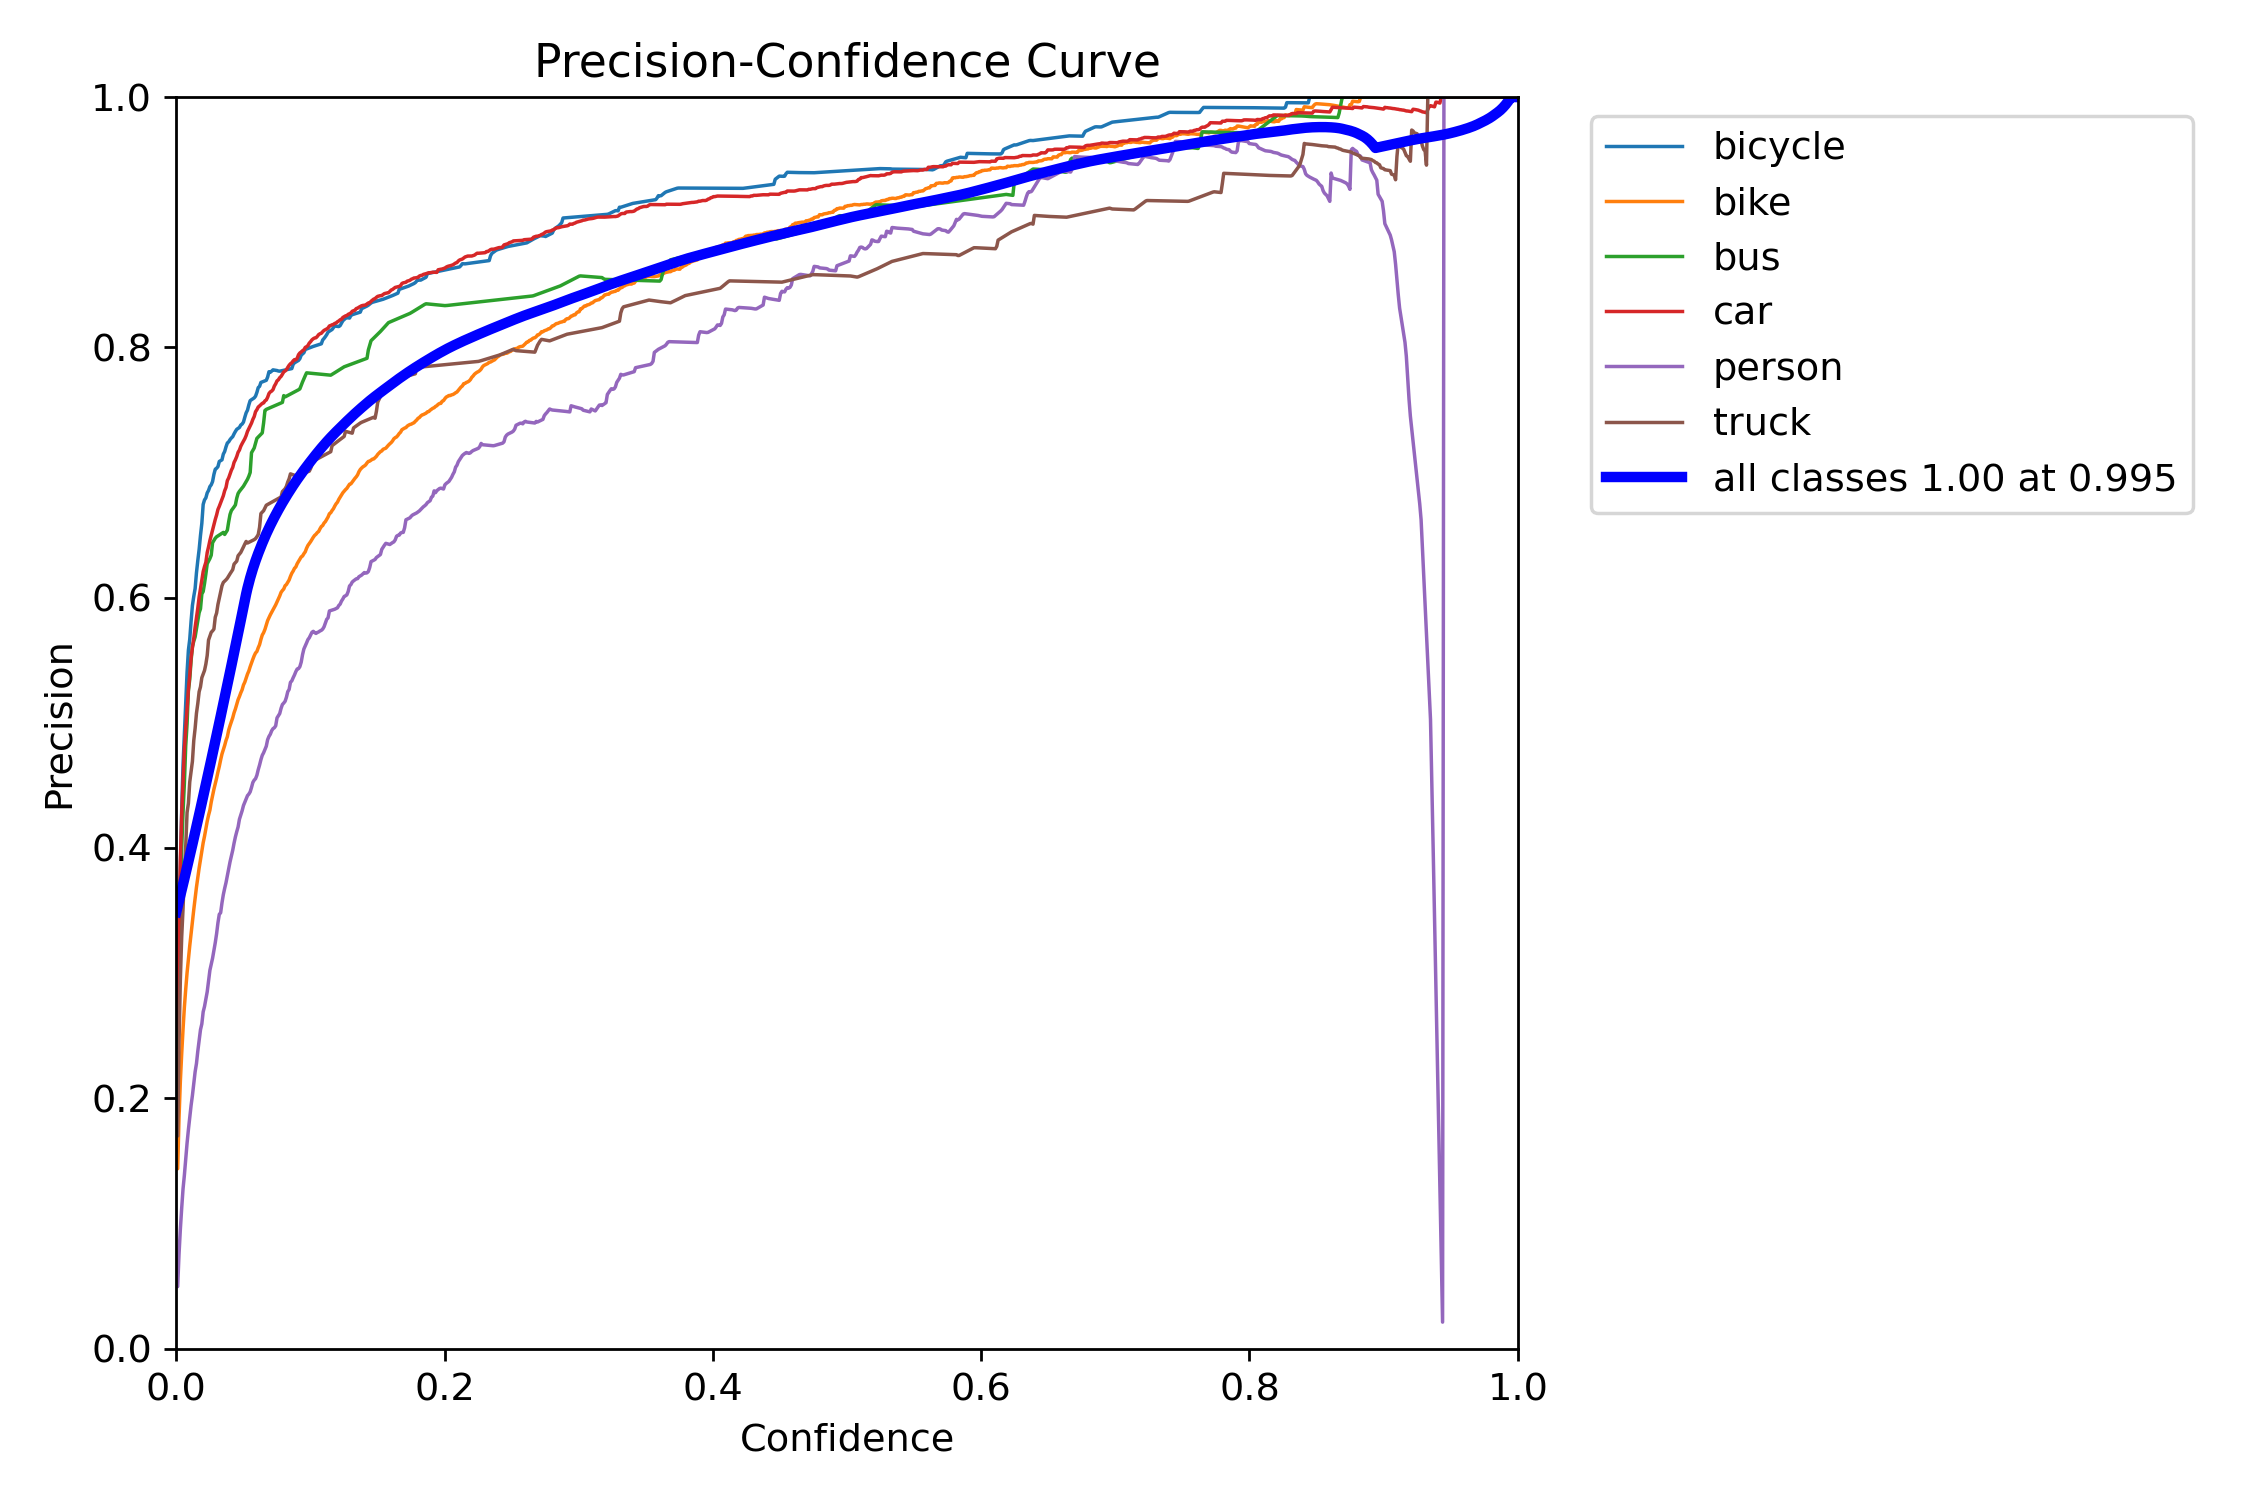 Precision-Confidence Curve
1.0
0.8
0.6
0.4
0.2
0.0
Precision
0.0 0.2 0.4 0.6 0.8 1.0
Confidence
bicycle
bike
bus
car
person
truck
all classes 1.00 at 0.995